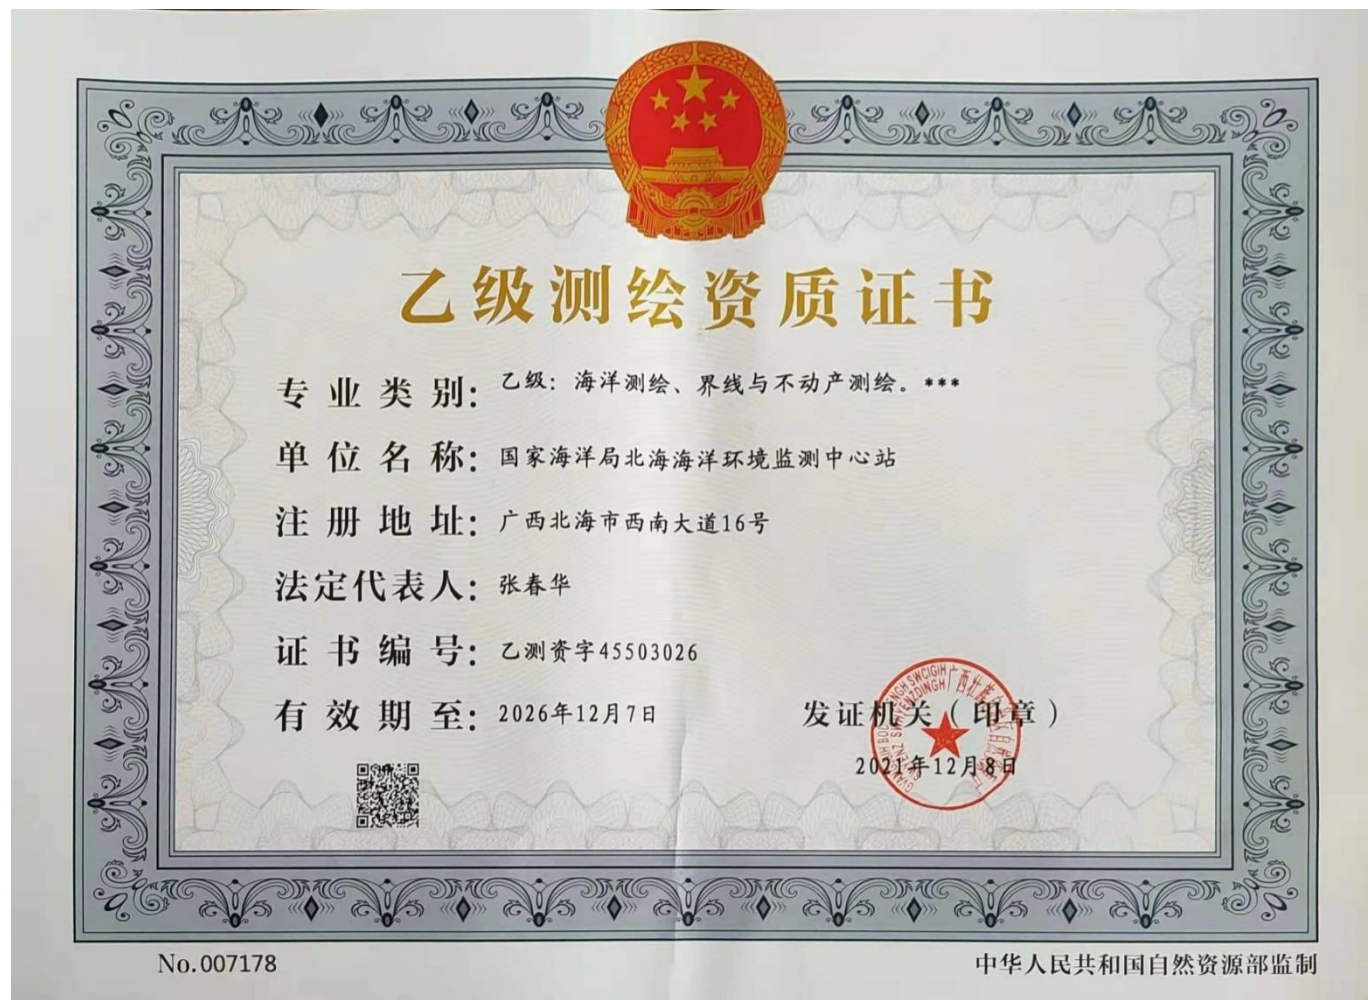 乙级测绘资质证书
专业类别：乙级：海洋测绘、界线与不动产测绘。***
单位名称：国家海洋局北海海洋环境监测中心站
注册地址：广西北海市西南大道16号
法定代表人：张春华
证书编号：乙测资字45503026
有效期至：2026年12月7日
发证机关（印章）
2021年12月8日
No.007178
中华人民共和国自然资源部监制